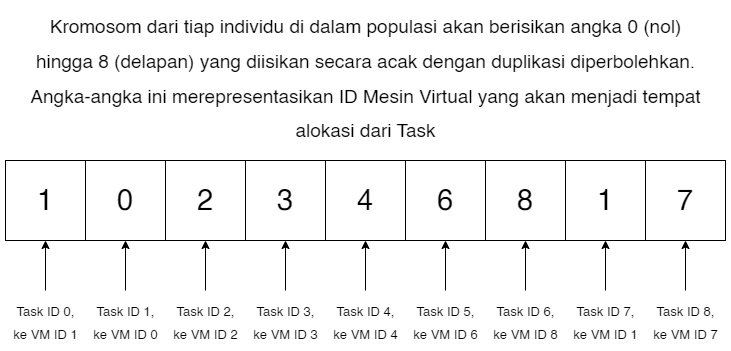 Kromosom dari tiap individu di dalam populasi akan berisikan angka 0 (nol)
hingga 8 (delapan) yang diisikan secara acak dengan duplikasi diperbolehkan.
Angka-angka ini merepresentasikan ID Mesin Virtual yang akan menjadi tempat
alokasi dari Task
1 0 2 3 4 6 8 1 7
Task ID 0, Task ID 1, Task ID 2, Task ID 3, Task ID 4, Task ID 5, Task ID 6, Task ID 7, Task ID 8,
ke VM ID 1 ke VM ID 0 ke VM ID 2 ke VM ID 3 ke VM ID 4 ke VM ID 6 ke VM ID 8 ke VM ID 1 ke VM ID 7